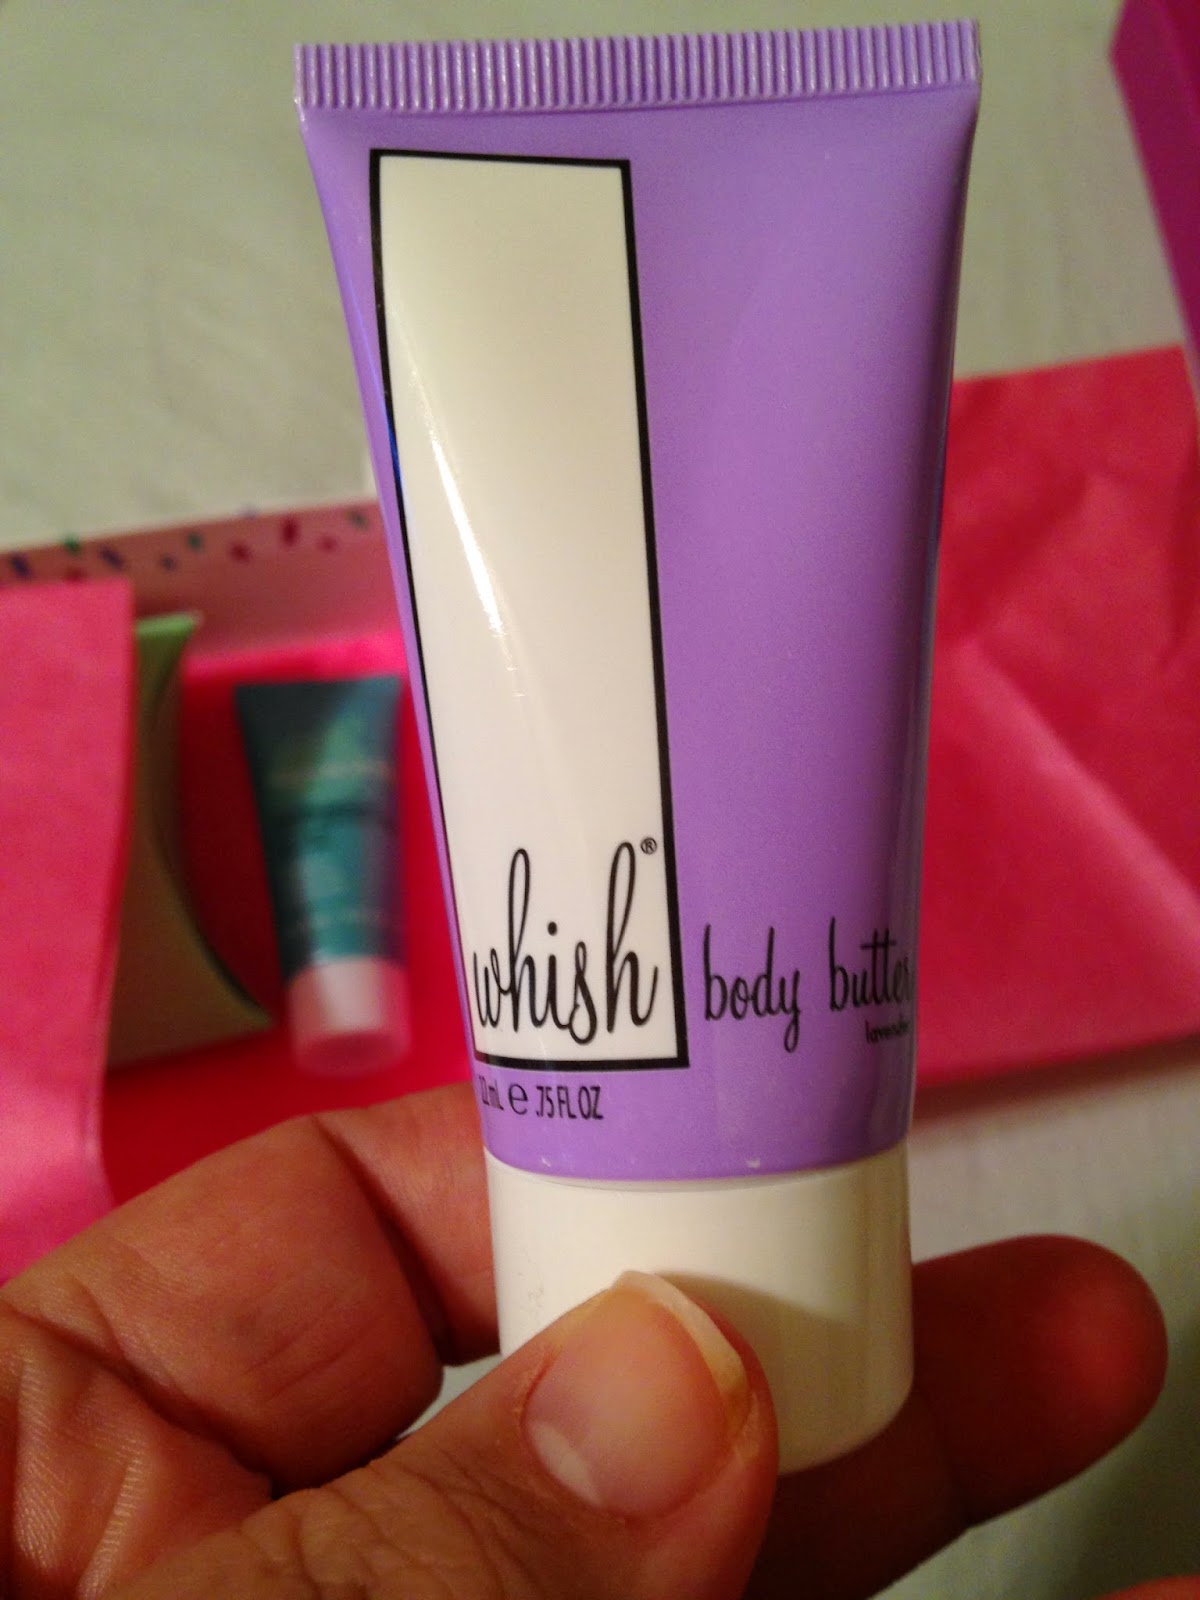 whish®
body butter
lavender
22 mL e .75 FL OZ